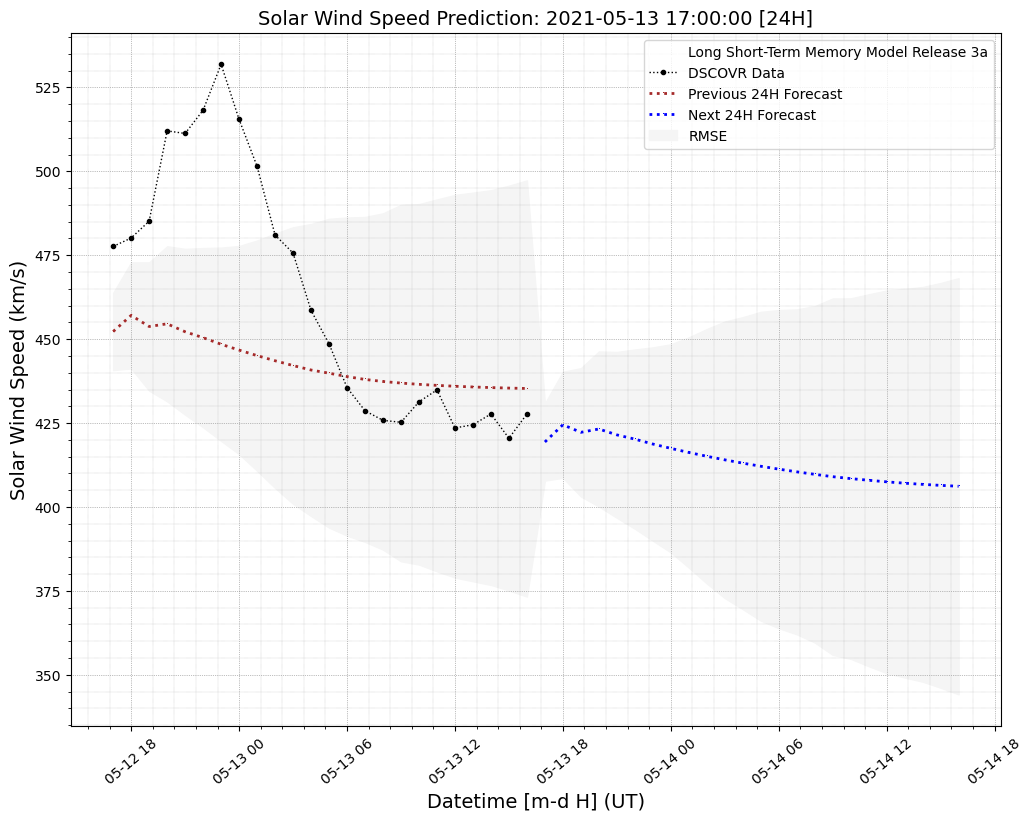 Solar Wind Speed Prediction: 2021-05-13 17:00:00 [24H]
Long Short-Term Memory Model Release 3a
DSCOVR Data
Previous 24H Forecast
Next 24H Forecast
RMSE
Solar Wind Speed (km/s)
525
500
475
450
425
400
375
350
05-12 18
05-13 00
05-13 06
05-13 12
05-13 18
05-14 00
05-14 06
05-14 12
05-14 18
Datetime [m-d H] (UT)